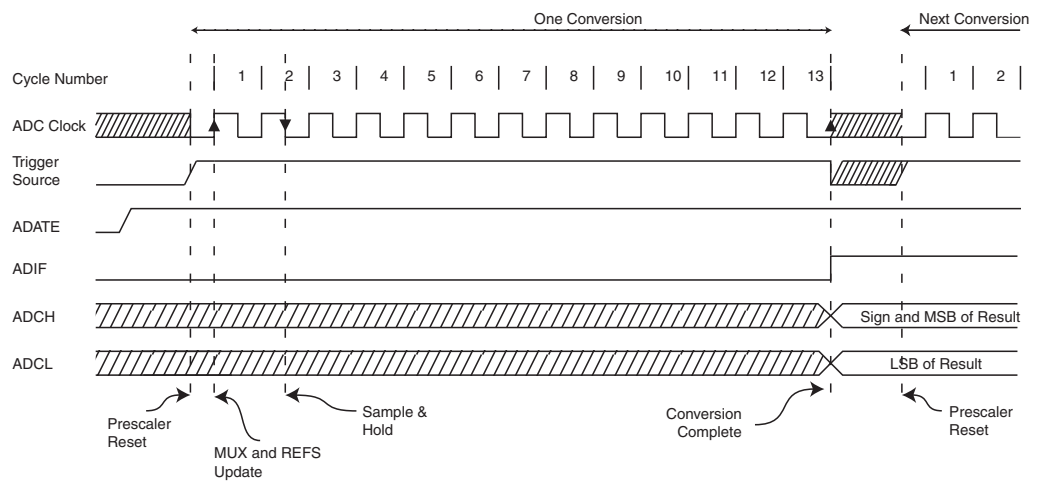 One Conversion
Next Conversion
Cycle Number
1 2 3 4 5 6 7 8 9 10 11 12 13 1 2
ADC Clock
Trigger
Source
ADATE
ADIF
ADCH
Sign and MSB of Result
ADCL
LSB of Result
Prescaler
Reset
MUX and REFS
Update
Sample &
Hold
Conversion
Complete
Prescaler
Reset